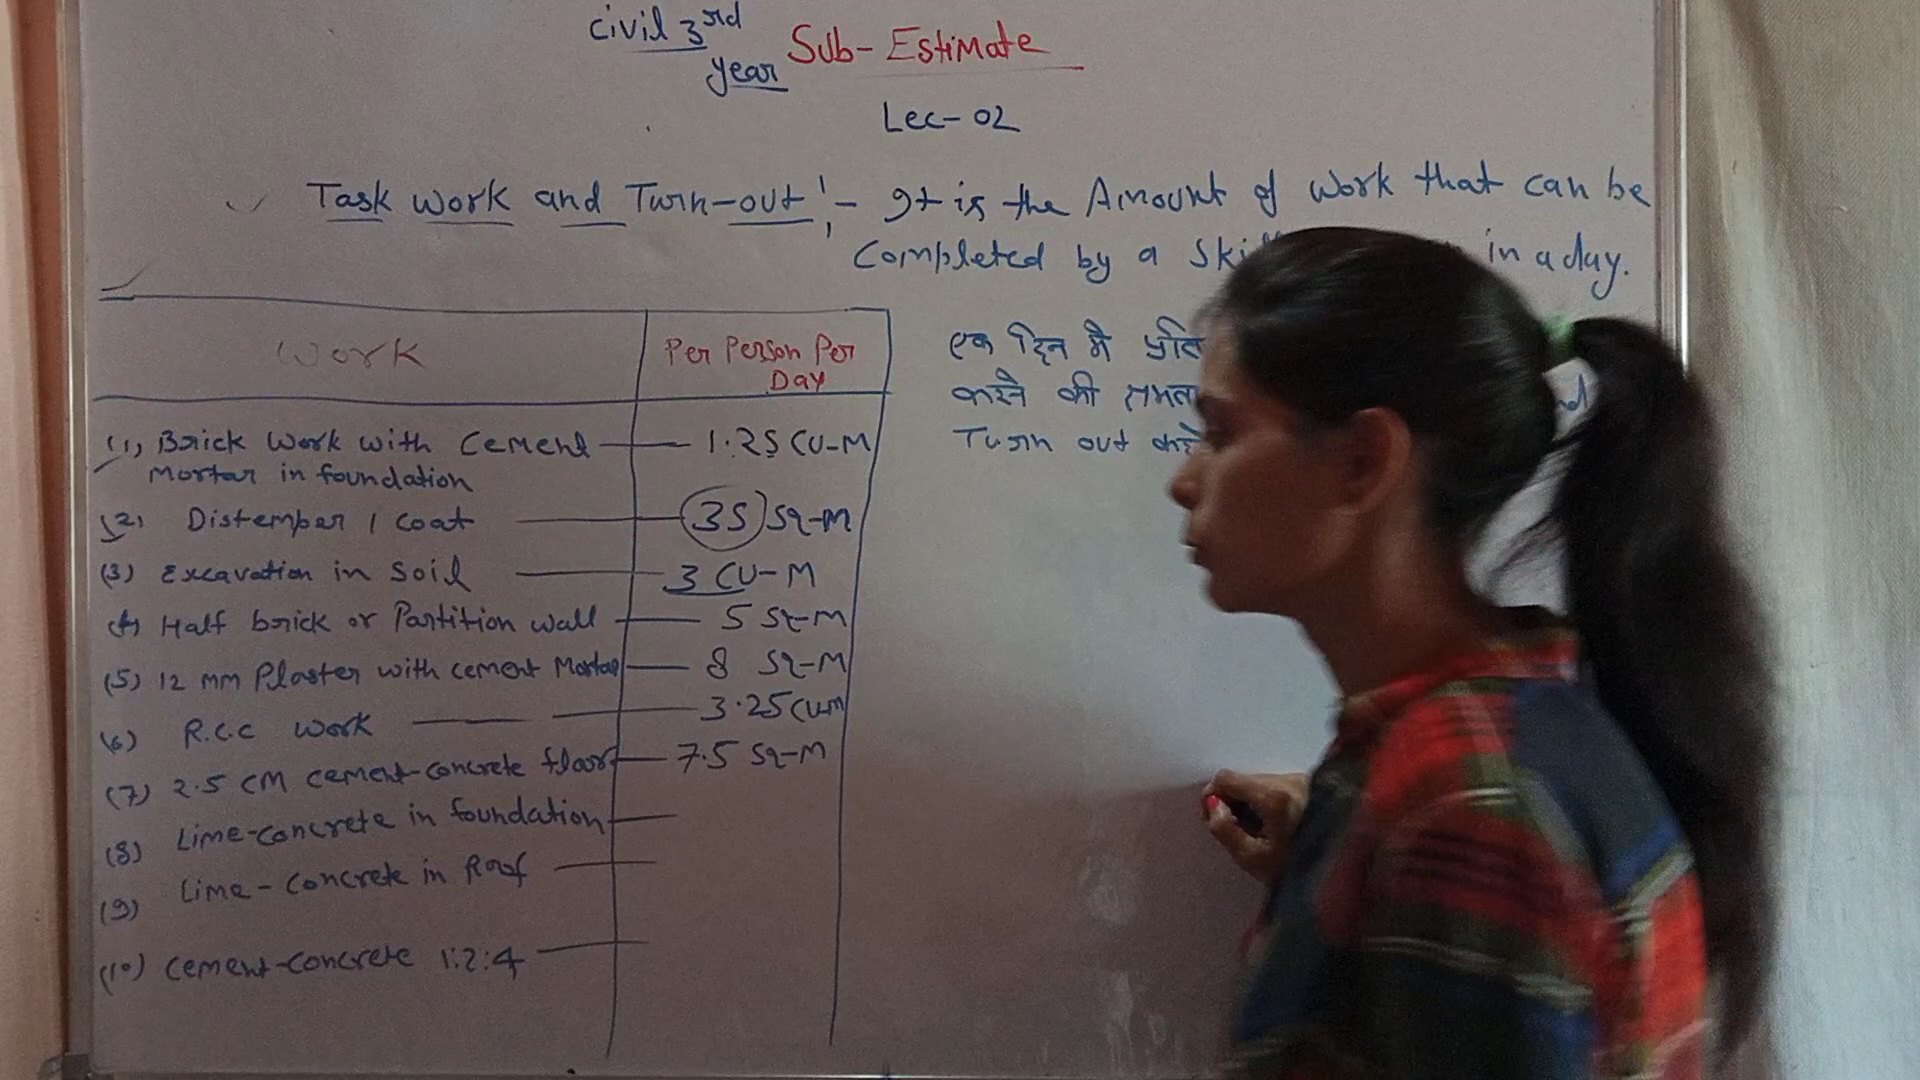 Civil 3rd year
Sub-Estimate
Lec-02
Task work and Turn-out :- It is the Amount of work that can be
Completed by a in a day.
Work
Per Person Per Day
एक दिन में
करने की
Turn out
(1) Brick work with Cement — 1.25 CU-M
Mortar in foundation
(2) Distember 1 Coat — 35 Sq-M
(3) Excavation in Soil — 3 CU-M
(4) Half brick or Partition wall — 5 Sq-M
(5) 12 mm Plaster with cement Mortar — 8 Sq-M
(6) R.C.C work — 3.25 cum
(7) 2.5 CM cement-concrete floor — 7.5 Sq-M
(8) Lime-concrete in foundation —
(9) Lime-concrete in Roof —
(10) Cement-concrete 1:2:4 —